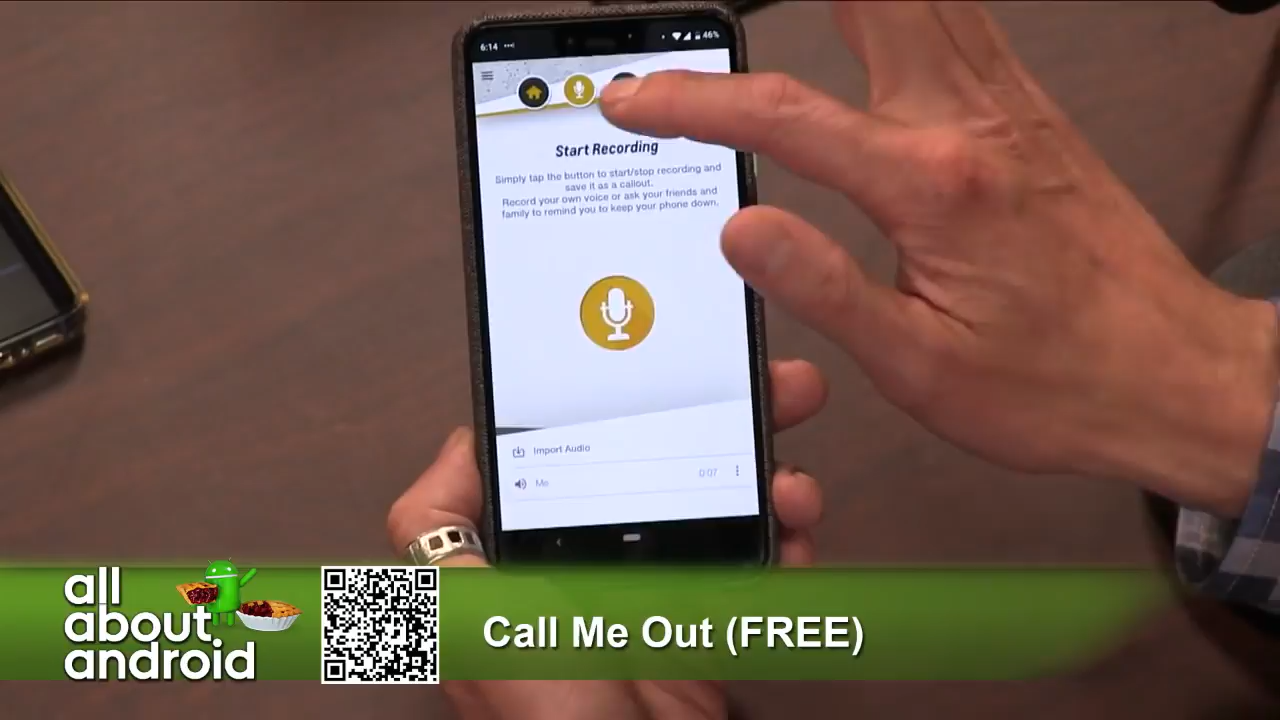 6:14
46%
Start Recording
Simply tap the button to start/stop recording and
save it as a callout.
Record your own voice or ask your friends and
family to remind you to keep your phone down.
Import Audio
Me
0:07
all
about
android
Call Me Out (FREE)